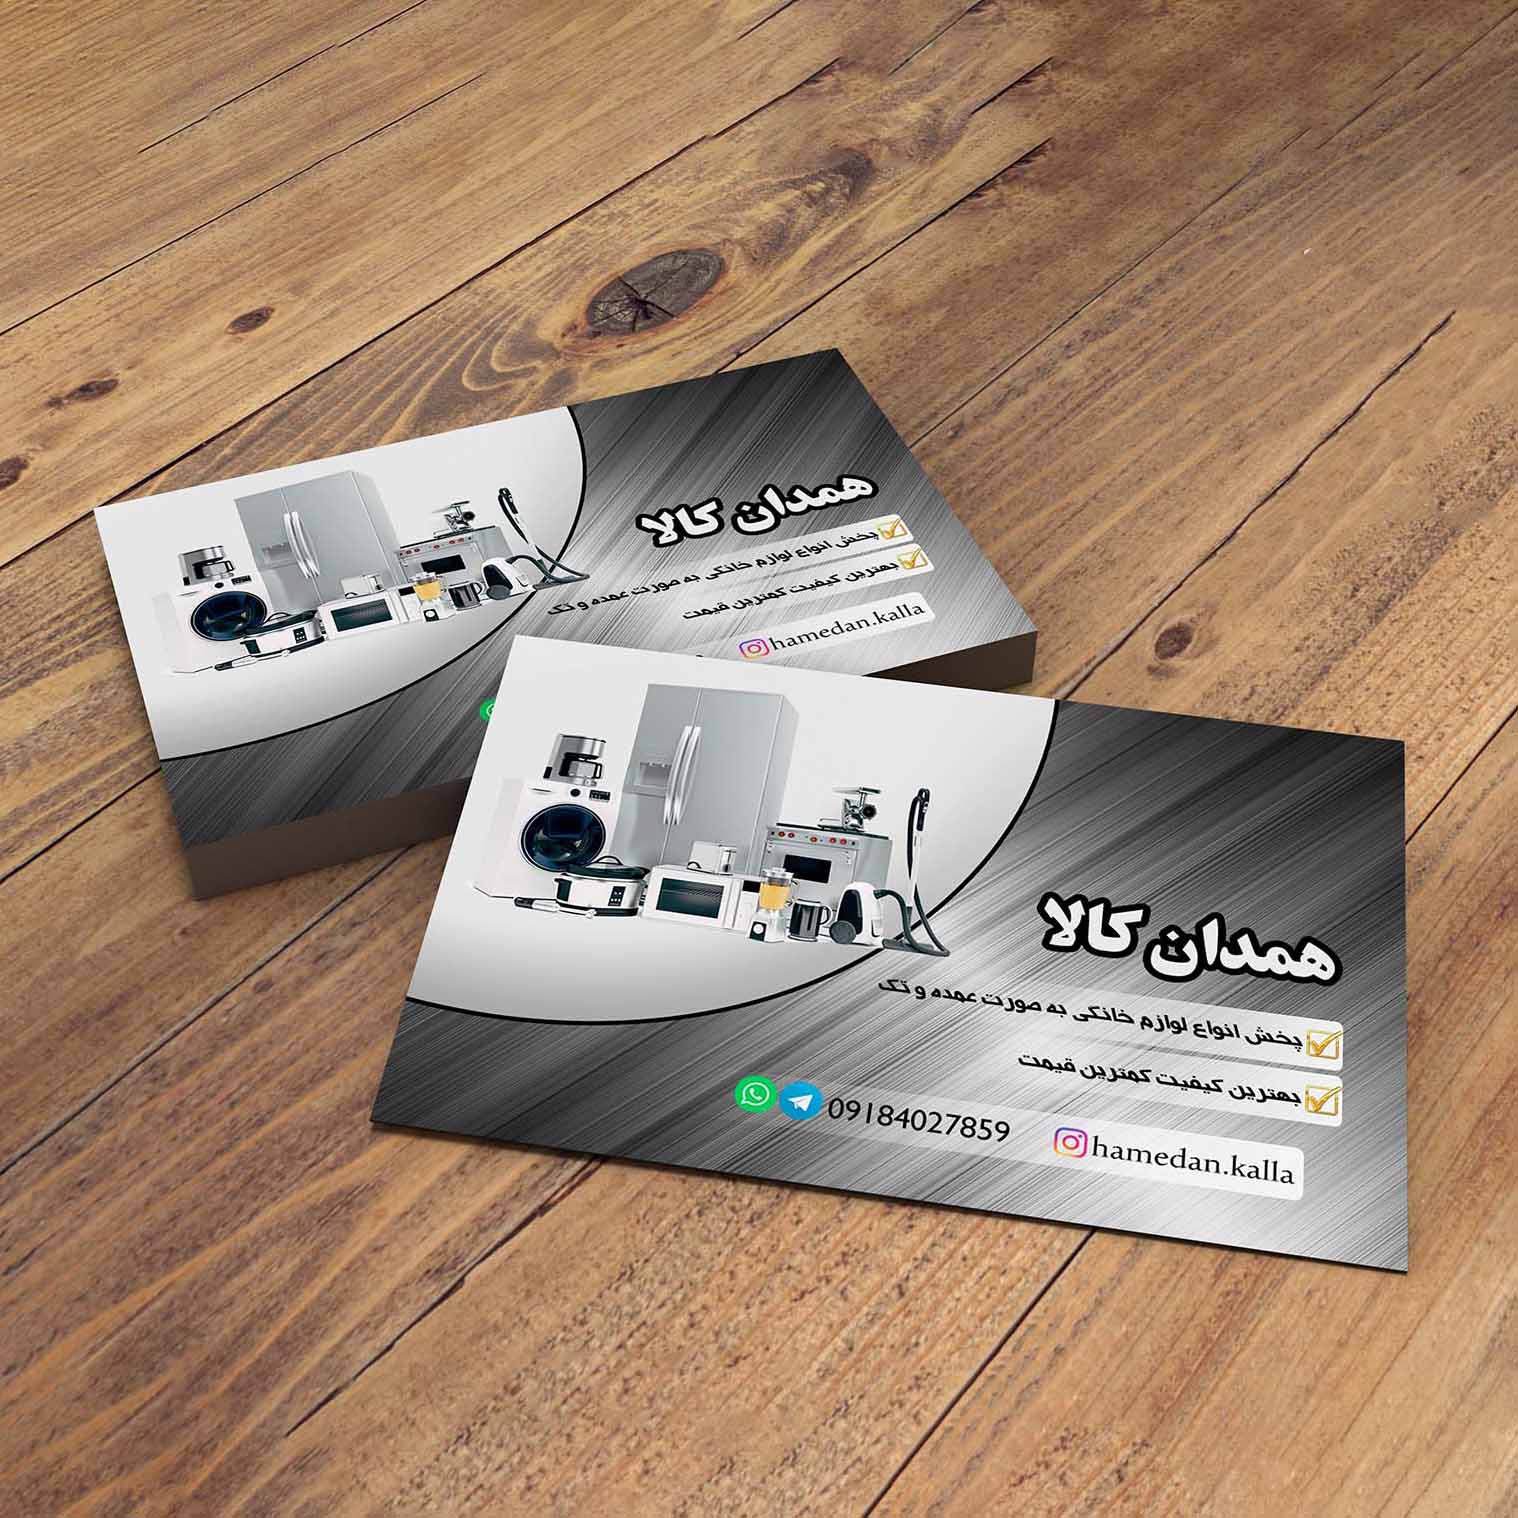 همدان کالا
پخش انواع لوازم خانگی به صورت عمده و تک
بهترین کیفیت کمترین قیمت
hamedan.kalla
همدان کالا
پخش انواع لوازم خانگی به صورت عمده و تک
بهترین کیفیت کمترین قیمت
09184027859 hamedan.kalla